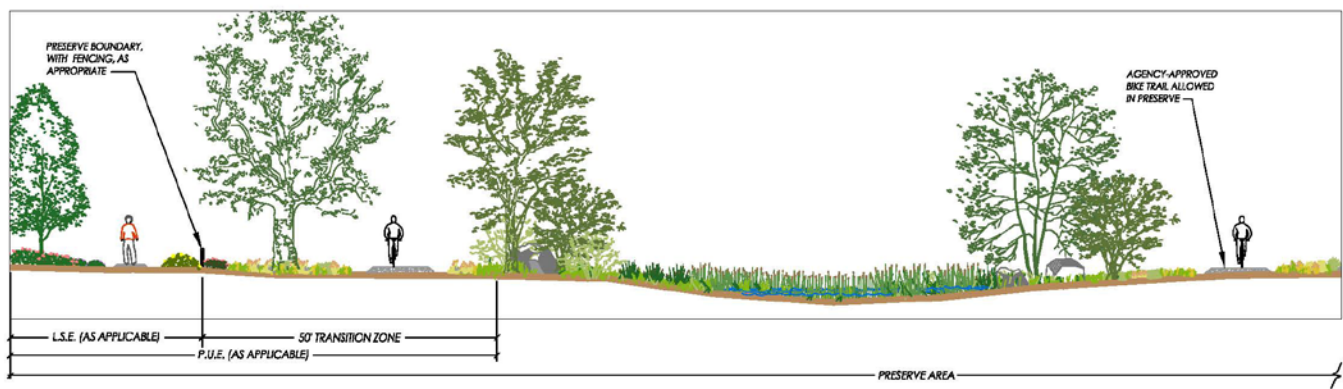 PRESERVE BOUNDARY,
WITH FENCING, AS
APPROPRIATE
AGENCY-APPROVED
BIKE TRAIL ALLOWED
IN PRESERVE
L.S.E. (AS APPLICABLE)
50' TRANSITION ZONE
P.U.E. (AS APPLICABLE)
PRESERVE AREA